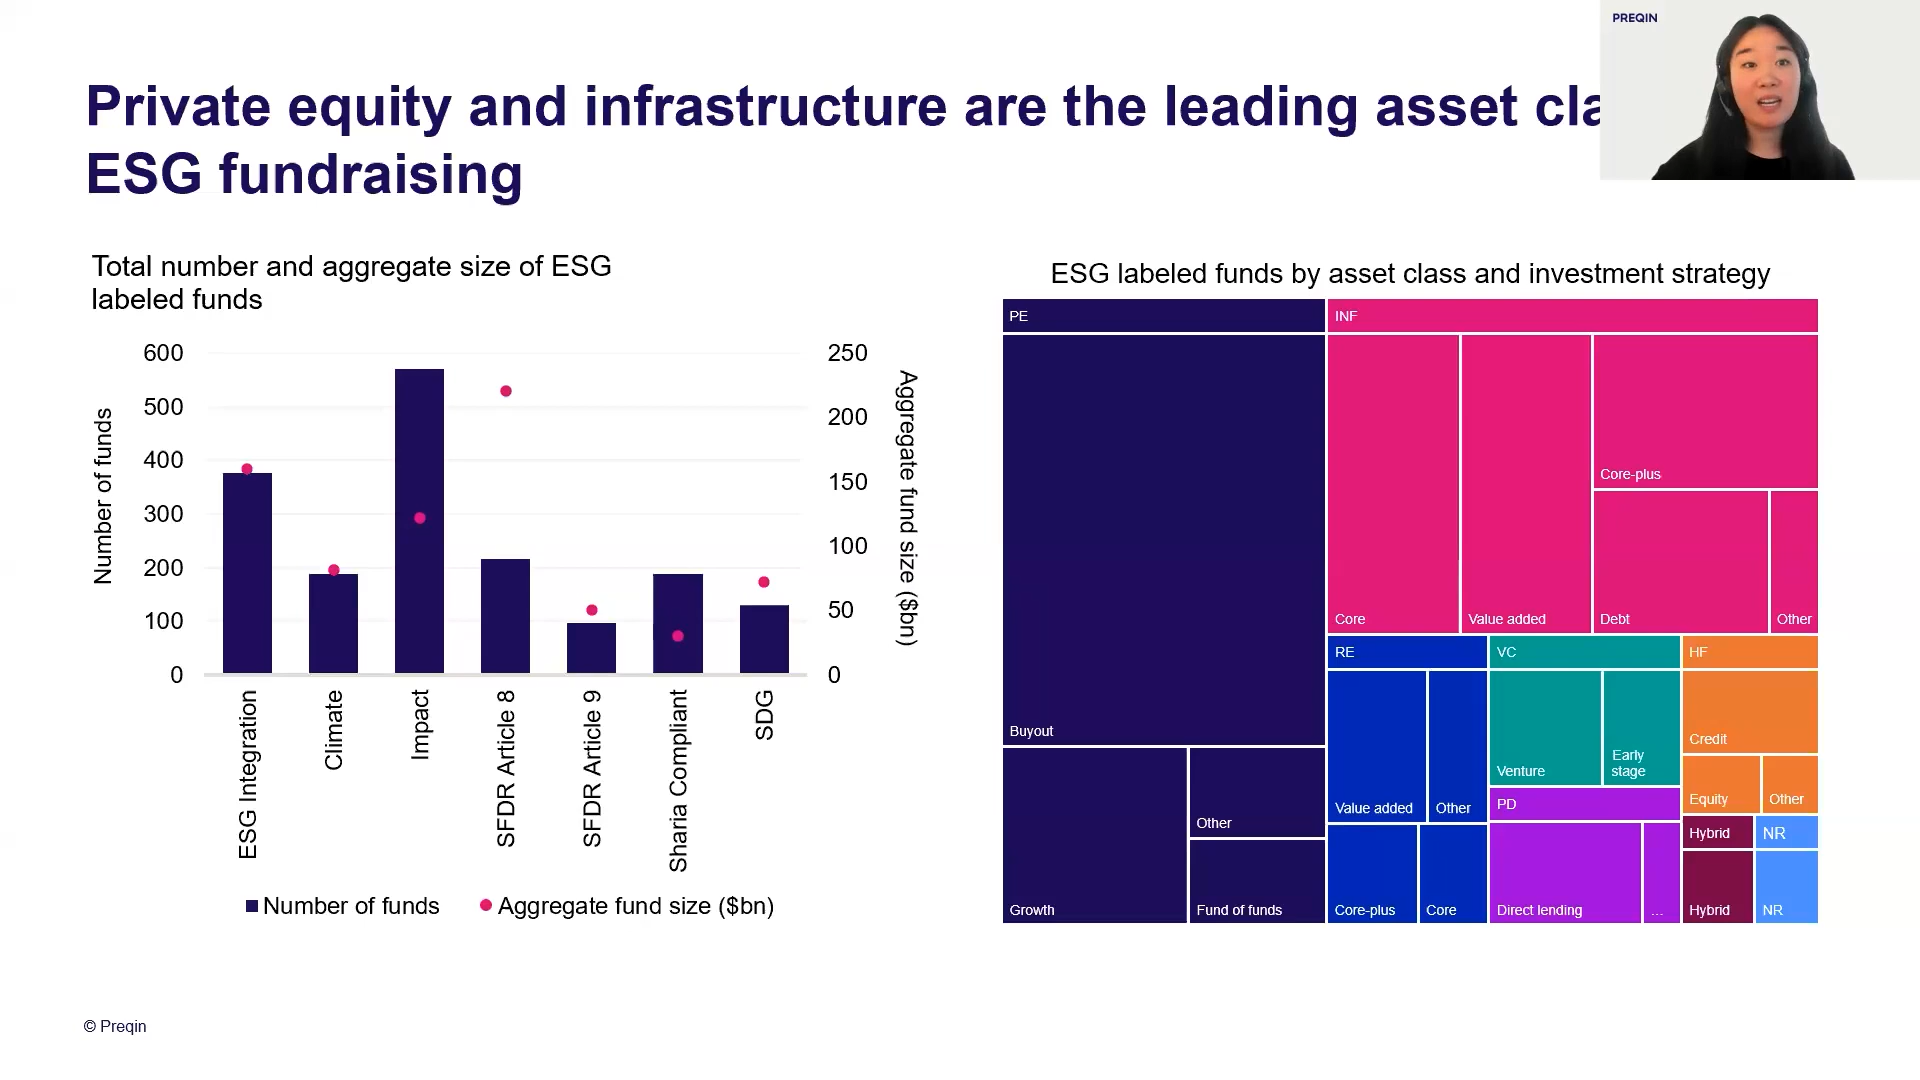 PREQIN
Private equity and infrastructure are the leading asset
ESG fundraising
Total number and aggregate size of ESG
labeled funds
600
500
400
300
200
100
0
Number of funds
250
200
150
100
50
0
Aggregate fund size ($bn)
ESG Integration
Climate
Impact
SFDR Article 8
SFDR Article 9
Sharia Compliant
SDG
Number of funds
Aggregate fund size ($bn)
ESG labeled funds by asset class and investment strategy
PE
Buyout
Growth
Other
Fund of funds
INF
Core
Value added
Core-plus
Debt
Other
RE
Value added
Other
Core-plus
Core
VC
Venture
Early
stage
PD
Direct lending
...
HF
Credit
Equity
Other
Hybrid
Hybrid
NR
NR
© Preqin